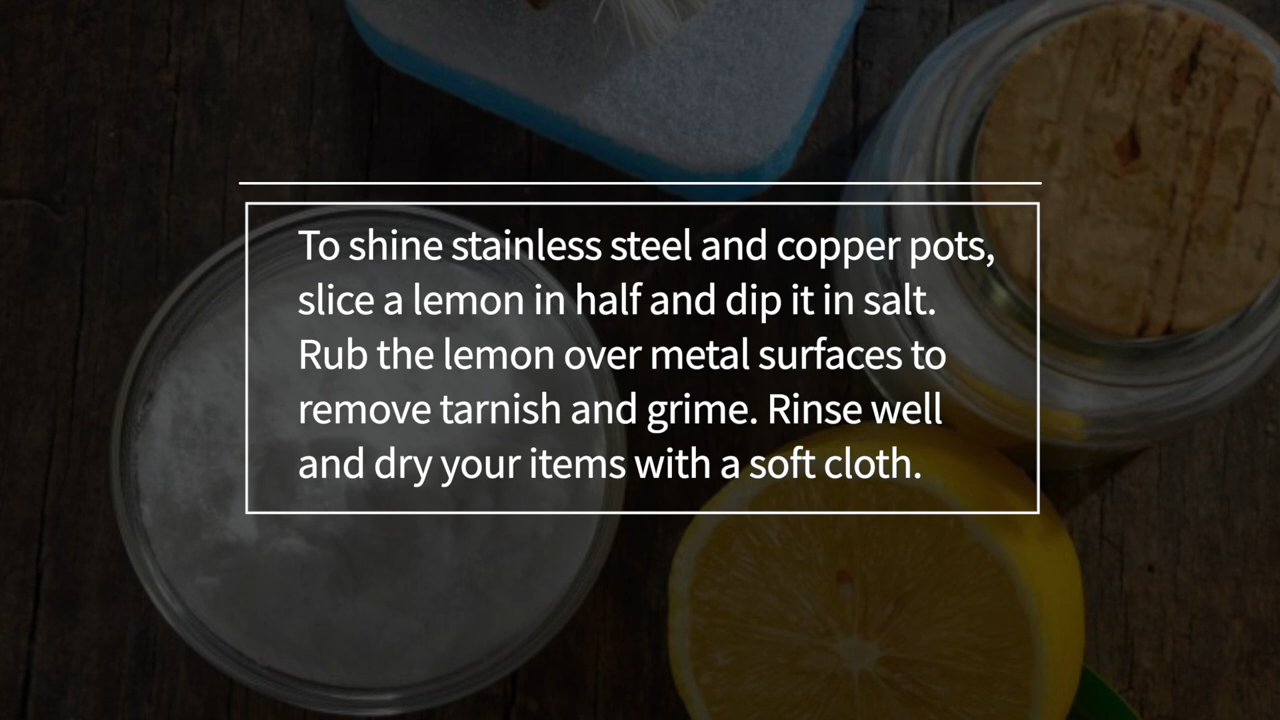 To shine stainless steel and copper pots,
slice a lemon in half and dip it in salt.
Rub the lemon over metal surfaces to
remove tarnish and grime. Rinse well
and dry your items with a soft cloth.